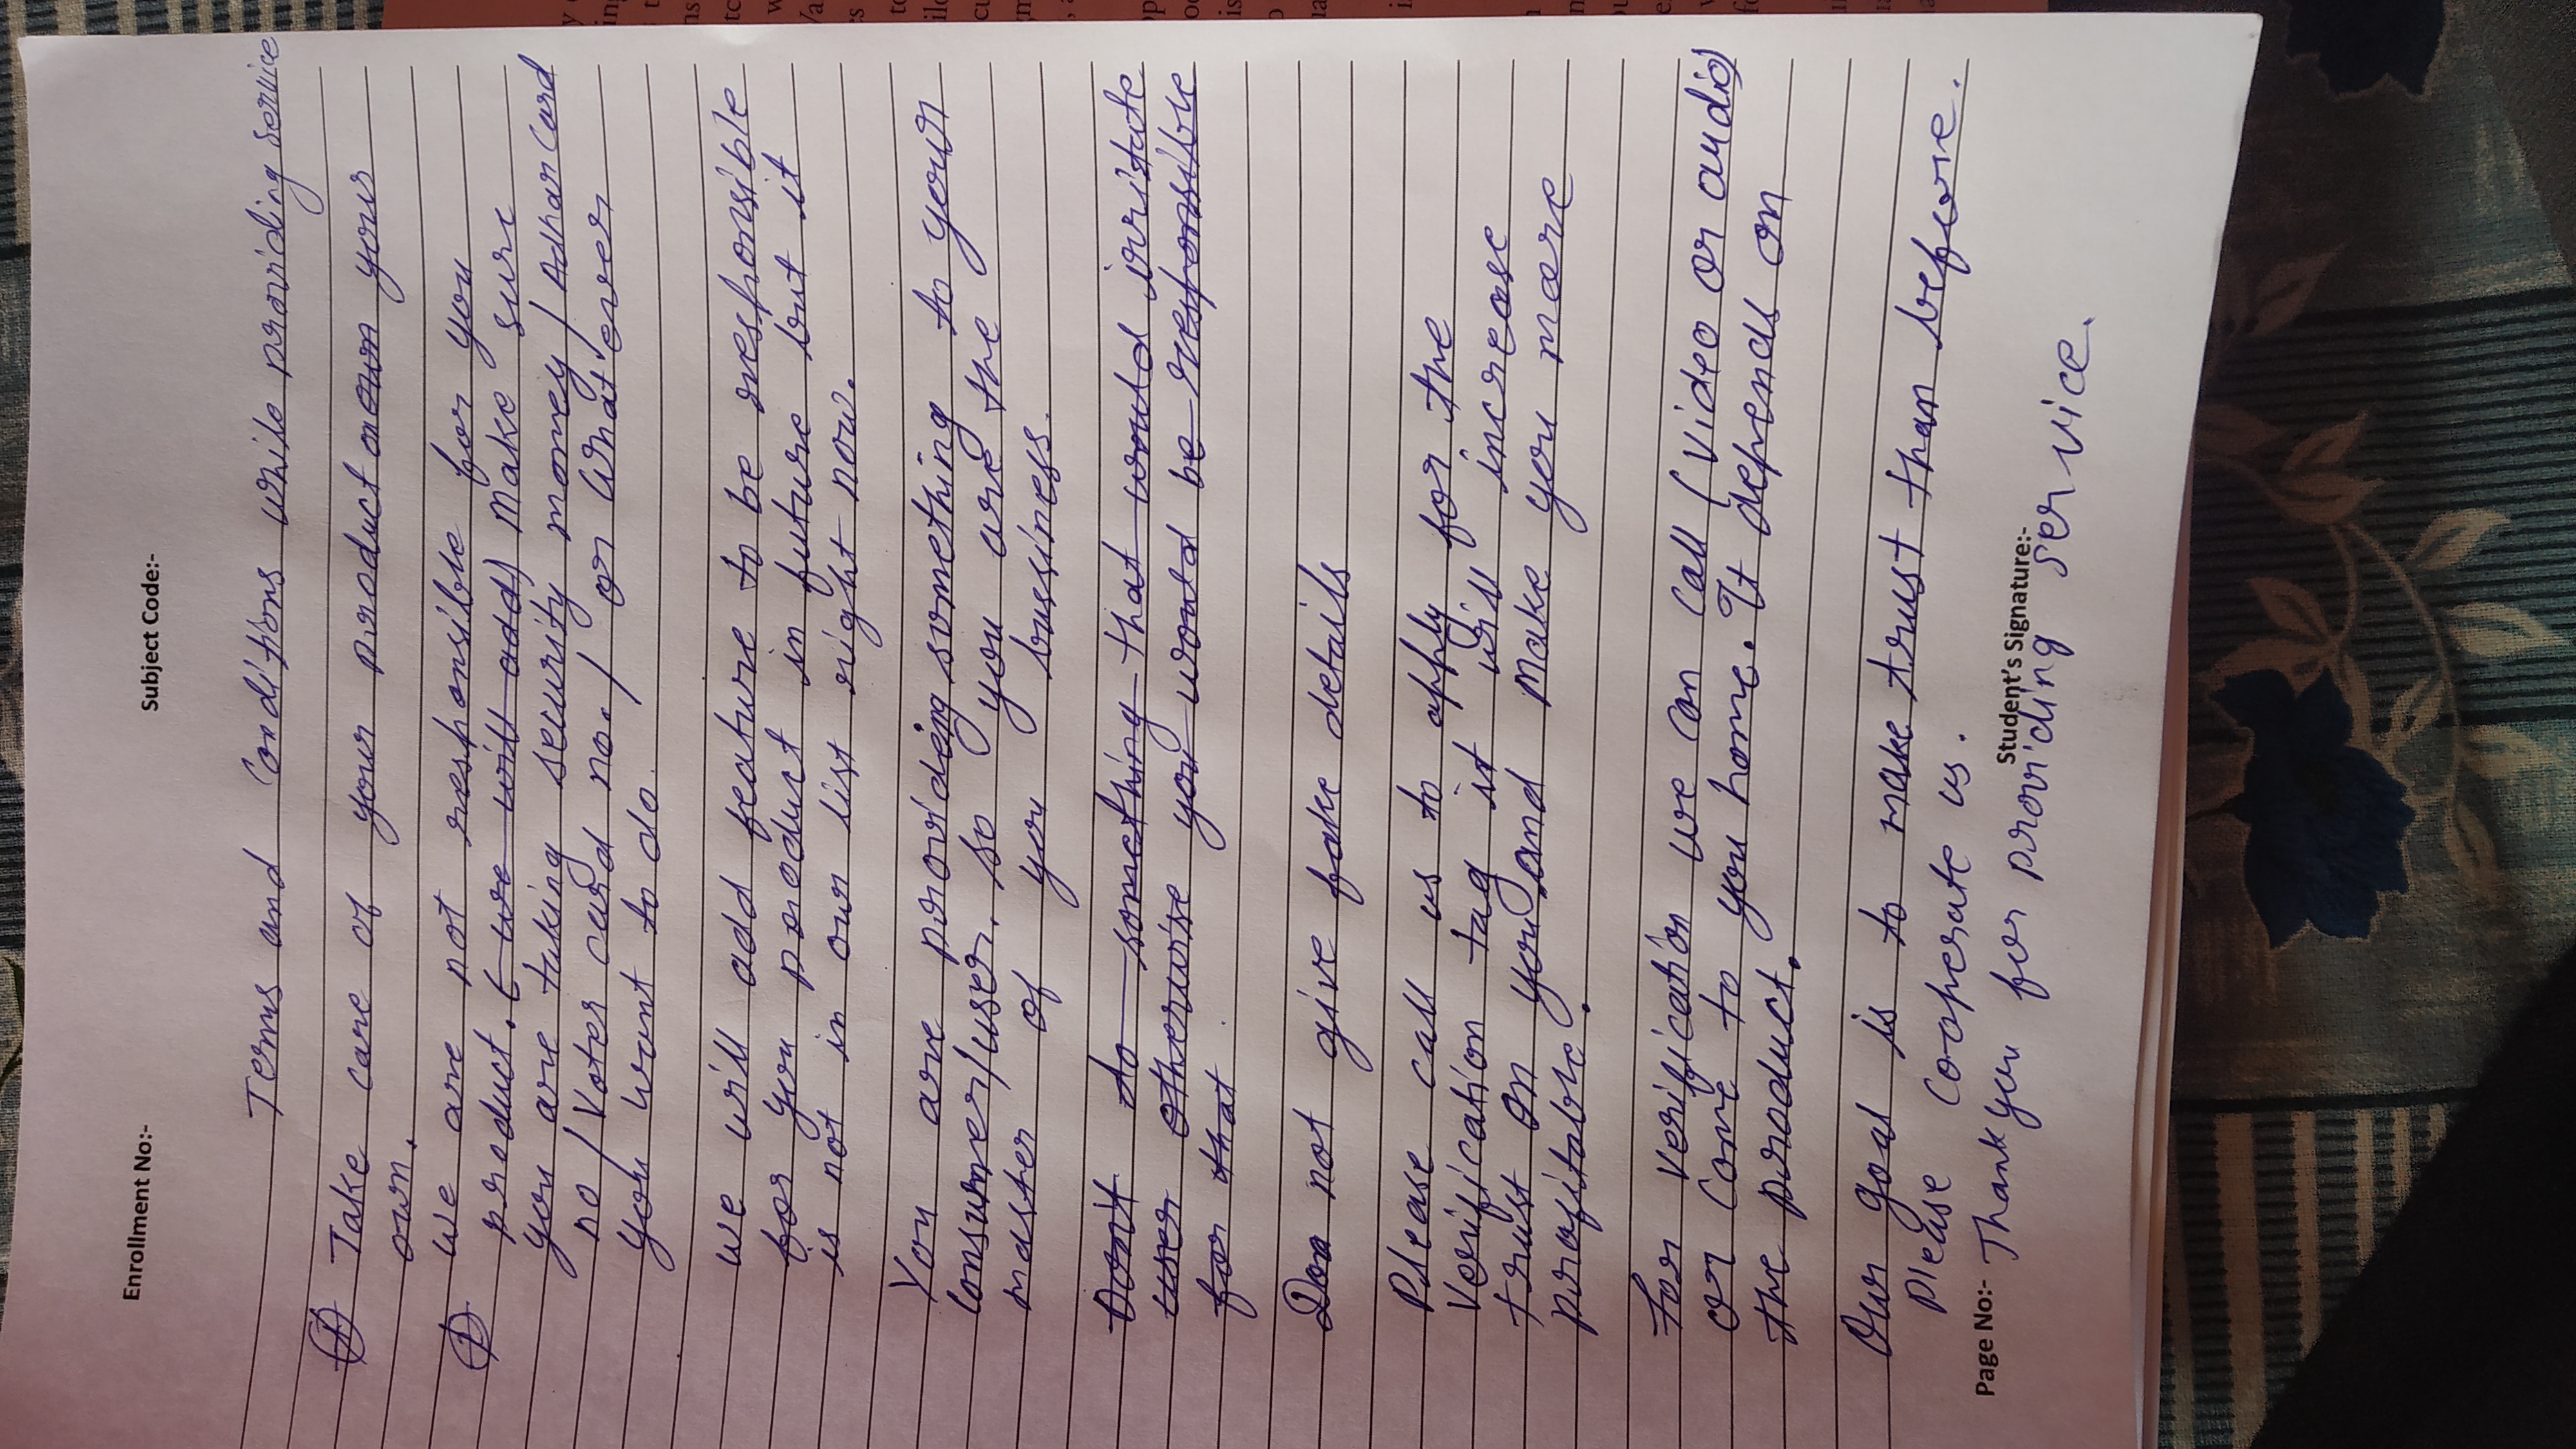 Enrollment No:- Subject Code:-
Terms and Conditions while providing service
Take care of your product on own your
own.
We are not responsible for you
product. (we will add) Make sure
you are taking security money / Adhar Card
no / Voter card no. / or What ever
you want to do.
we will add feature to be responsible
for you product in future but it
is not in our list right now.
You are providing something to your
consumer/user. so you are the
master of you bussiness.
Don't do something that would irristate
user otherwise you would be responsible
for that
Don not give fake details
Please call us to apply for the
Verification tag it will increase
trust on you and make you more
profitable.
For verification we can call (video or audio)
or come to you home. It depends on
the product.
Our goal is to make trust than before.
Please cooperate us.
Page No:- Thank you for providing service.
Student's Signature:-